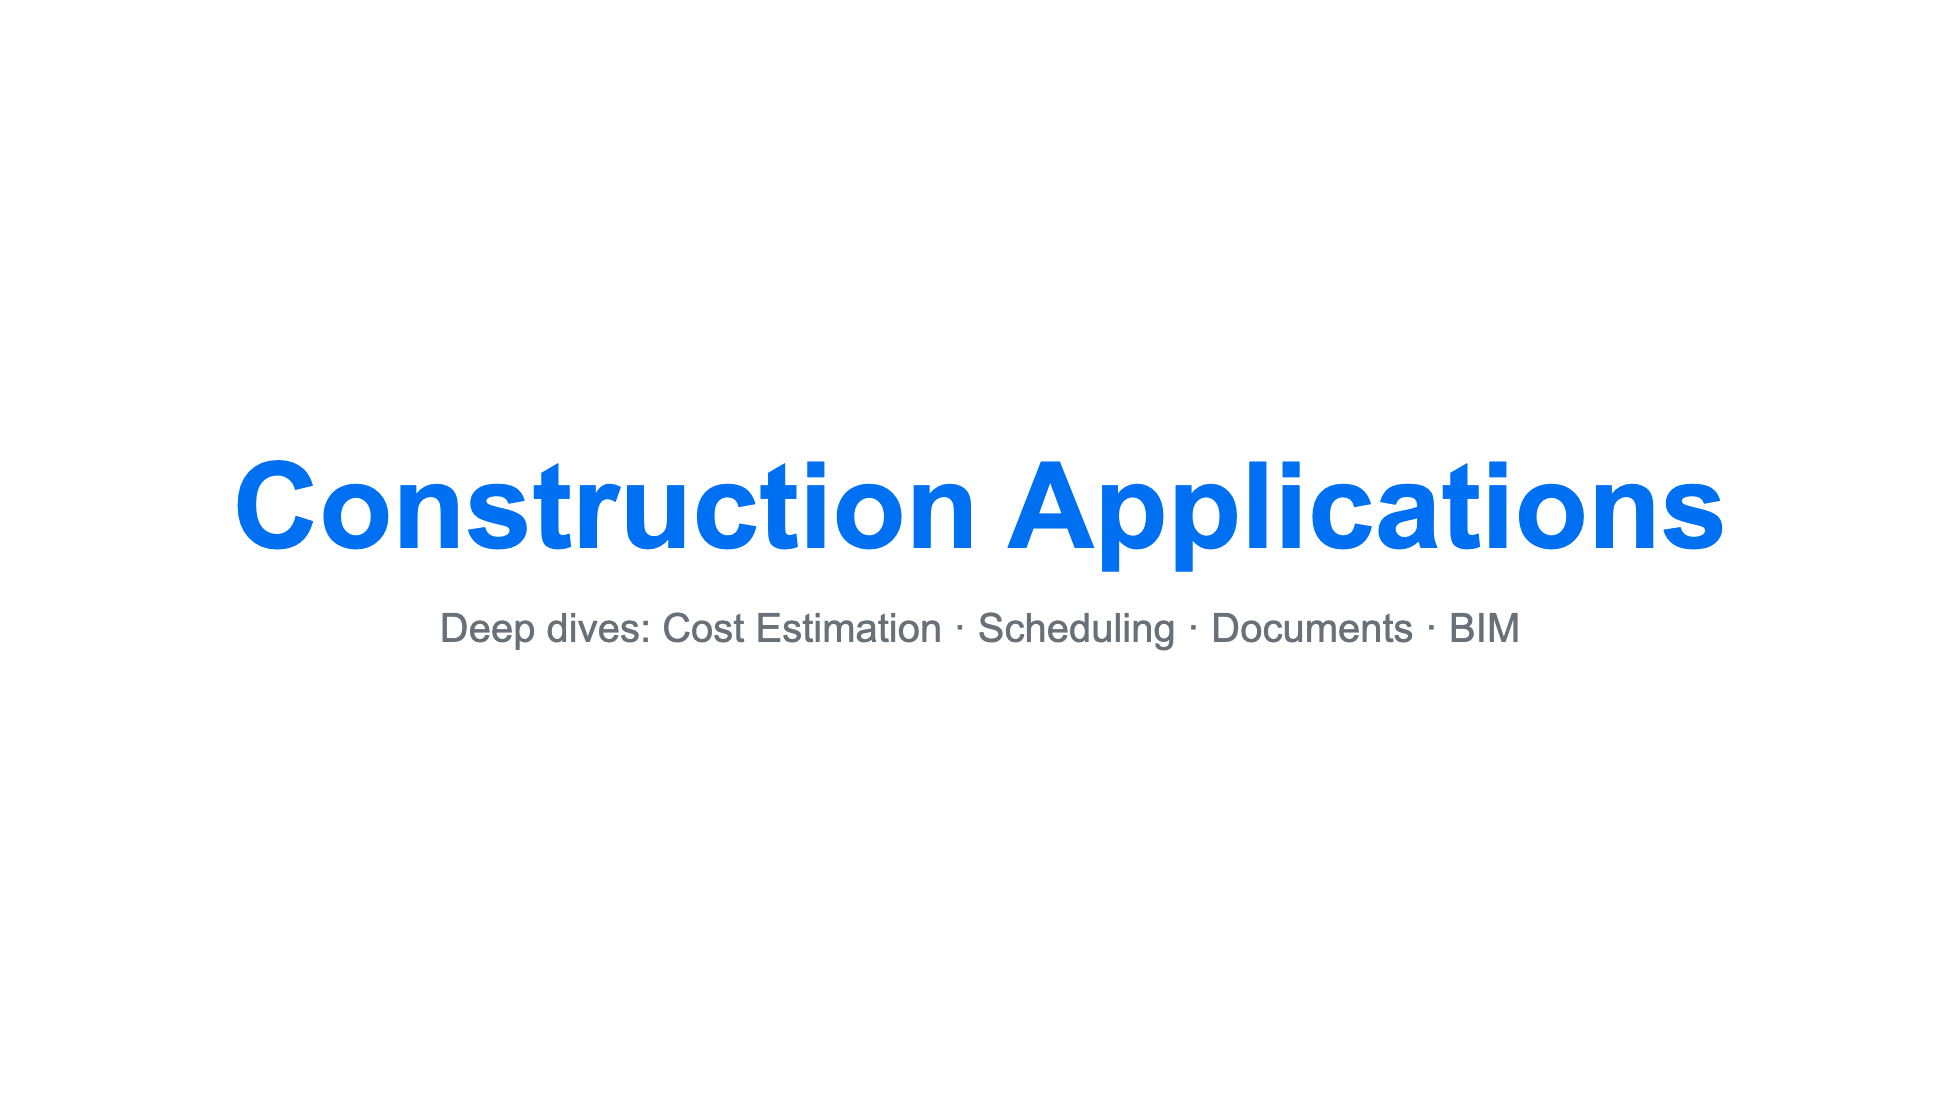 Construction Applications
Deep dives: Cost Estimation · Scheduling · Documents · BIM